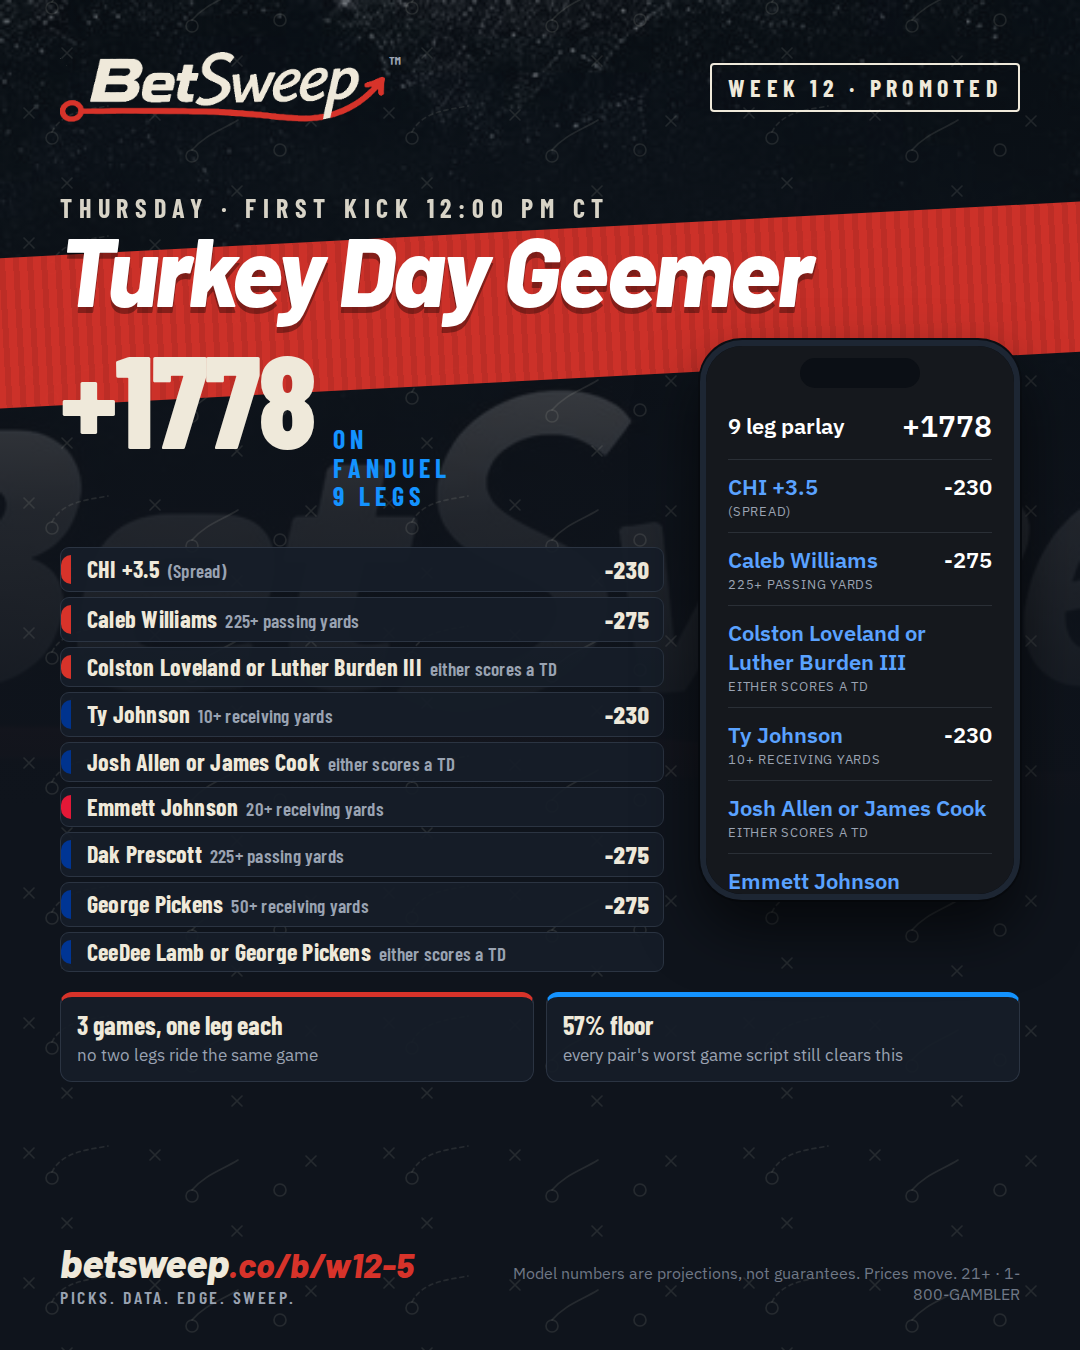 BetSweep™
WEEK 12 · PROMOTED
THURSDAY · FIRST KICK 12:00 PM CT
Turkey Day Geemer
+1778
ON
FANDUEL
9 LEGS
CHI +3.5 (Spread) -230
Caleb Williams 225+ passing yards -275
Colston Loveland or Luther Burden III either scores a TD
Ty Johnson 10+ receiving yards -230
Josh Allen or James Cook either scores a TD
Emmett Johnson 20+ receiving yards
Dak Prescott 225+ passing yards -275
George Pickens 50+ receiving yards -275
CeeDee Lamb or George Pickens either scores a TD
9 leg parlay +1778
CHI +3.5 -230
(SPREAD)
Caleb Williams -275
225+ PASSING YARDS
Colston Loveland or
Luther Burden III
EITHER SCORES A TD
Ty Johnson -230
10+ RECEIVING YARDS
Josh Allen or James Cook
EITHER SCORES A TD
Emmett Johnson
3 games, one leg each
no two legs ride the same game
57% floor
every pair's worst game script still clears this
betsweep.co/b/w12-5
PICKS. DATA. EDGE. SWEEP.
Model numbers are projections, not guarantees. Prices move. 21+ · 1-
800-GAMBLER